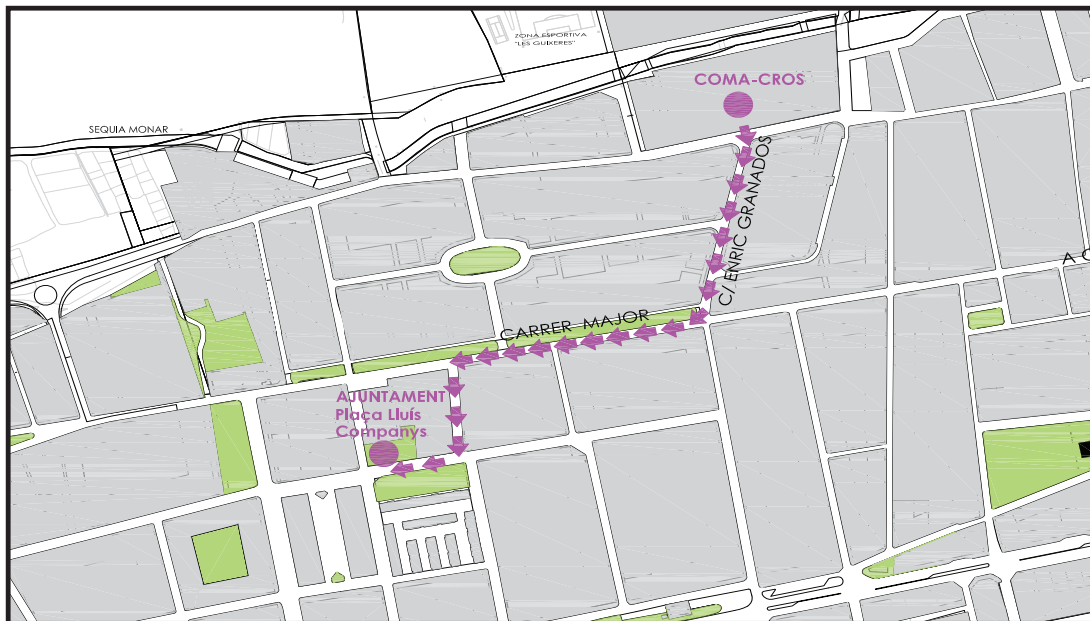 ZONA ESPORTIVA
"LES GUIXERES"
COMA-CROS
SEQUIA MONAR
C/ ENRIC GRANADOS
CARRER MAJOR
AJUNTAMENT
Plaça Lluís
Companys